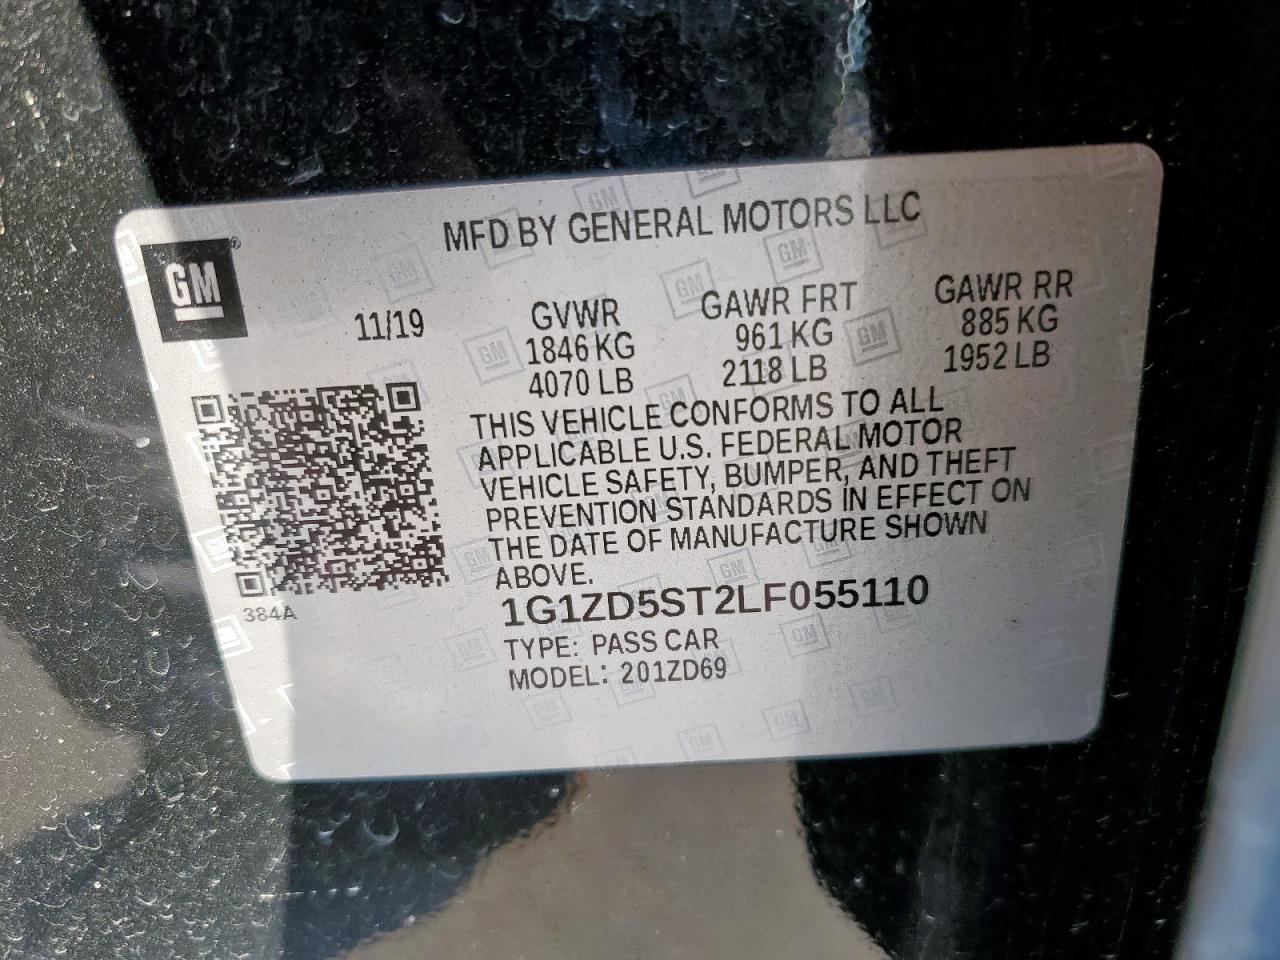 MFD BY GENERAL MOTORS LLC
GM®
11/19
GVWR
1846 KG
4070 LB
GAWR FRT
961 KG
2118 LB
GAWR RR
885 KG
1952 LB
THIS VEHICLE CONFORMS TO ALL
APPLICABLE U.S. FEDERAL MOTOR
VEHICLE SAFETY, BUMPER, AND THEFT
PREVENTION STANDARDS IN EFFECT ON
THE DATE OF MANUFACTURE SHOWN
ABOVE.
384A
1G1ZD5ST2LF055110
TYPE: PASS CAR
MODEL: 201ZD69